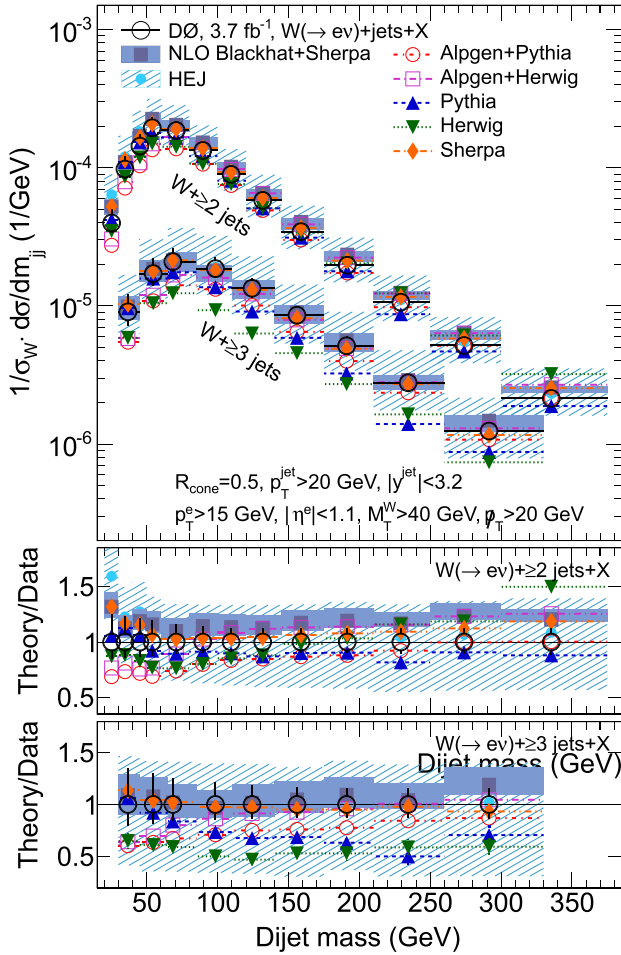 DØ, 3.7 fb⁻¹, W(→ eν)+jets+X
NLO Blackhat+Sherpa
HEJ
Alpgen+Pythia
Alpgen+Herwig
Pythia
Herwig
Sherpa
10⁻³
10⁻⁴
10⁻⁵
10⁻⁶
1/σ_W · dσ/dm_jj (1/GeV)
W+≥2 jets
W+≥3 jets
R_cone=0.5, p_T^jet>20 GeV, |y^jet|<3.2
p_T^e>15 GeV, |η^e|<1.1, M_T^W>40 GeV, p̸_T>20 GeV
W(→ eν)+≥2 jets+X
Theory/Data
1.5
1
0.5
W(→ eν)+≥3 jets+X
Dijet mass (GeV)
Theory/Data
1.5
1
0.5
50 100 150 200 250 300 350
Dijet mass (GeV)